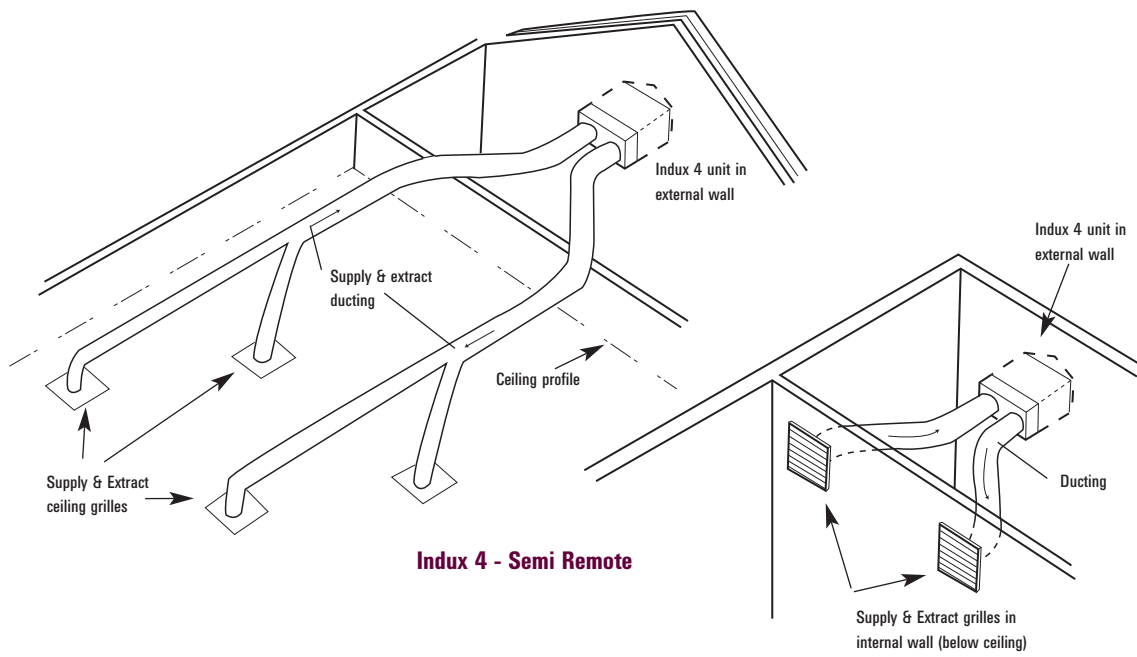 Indux 4 unit in
external wall
Indux 4 unit in
external wall
Supply & extract
ducting
Ceiling profile
Supply & Extract
ceiling grilles
Ducting
Indux 4 - Semi Remote
Supply & Extract grilles in
internal wall (below ceiling)